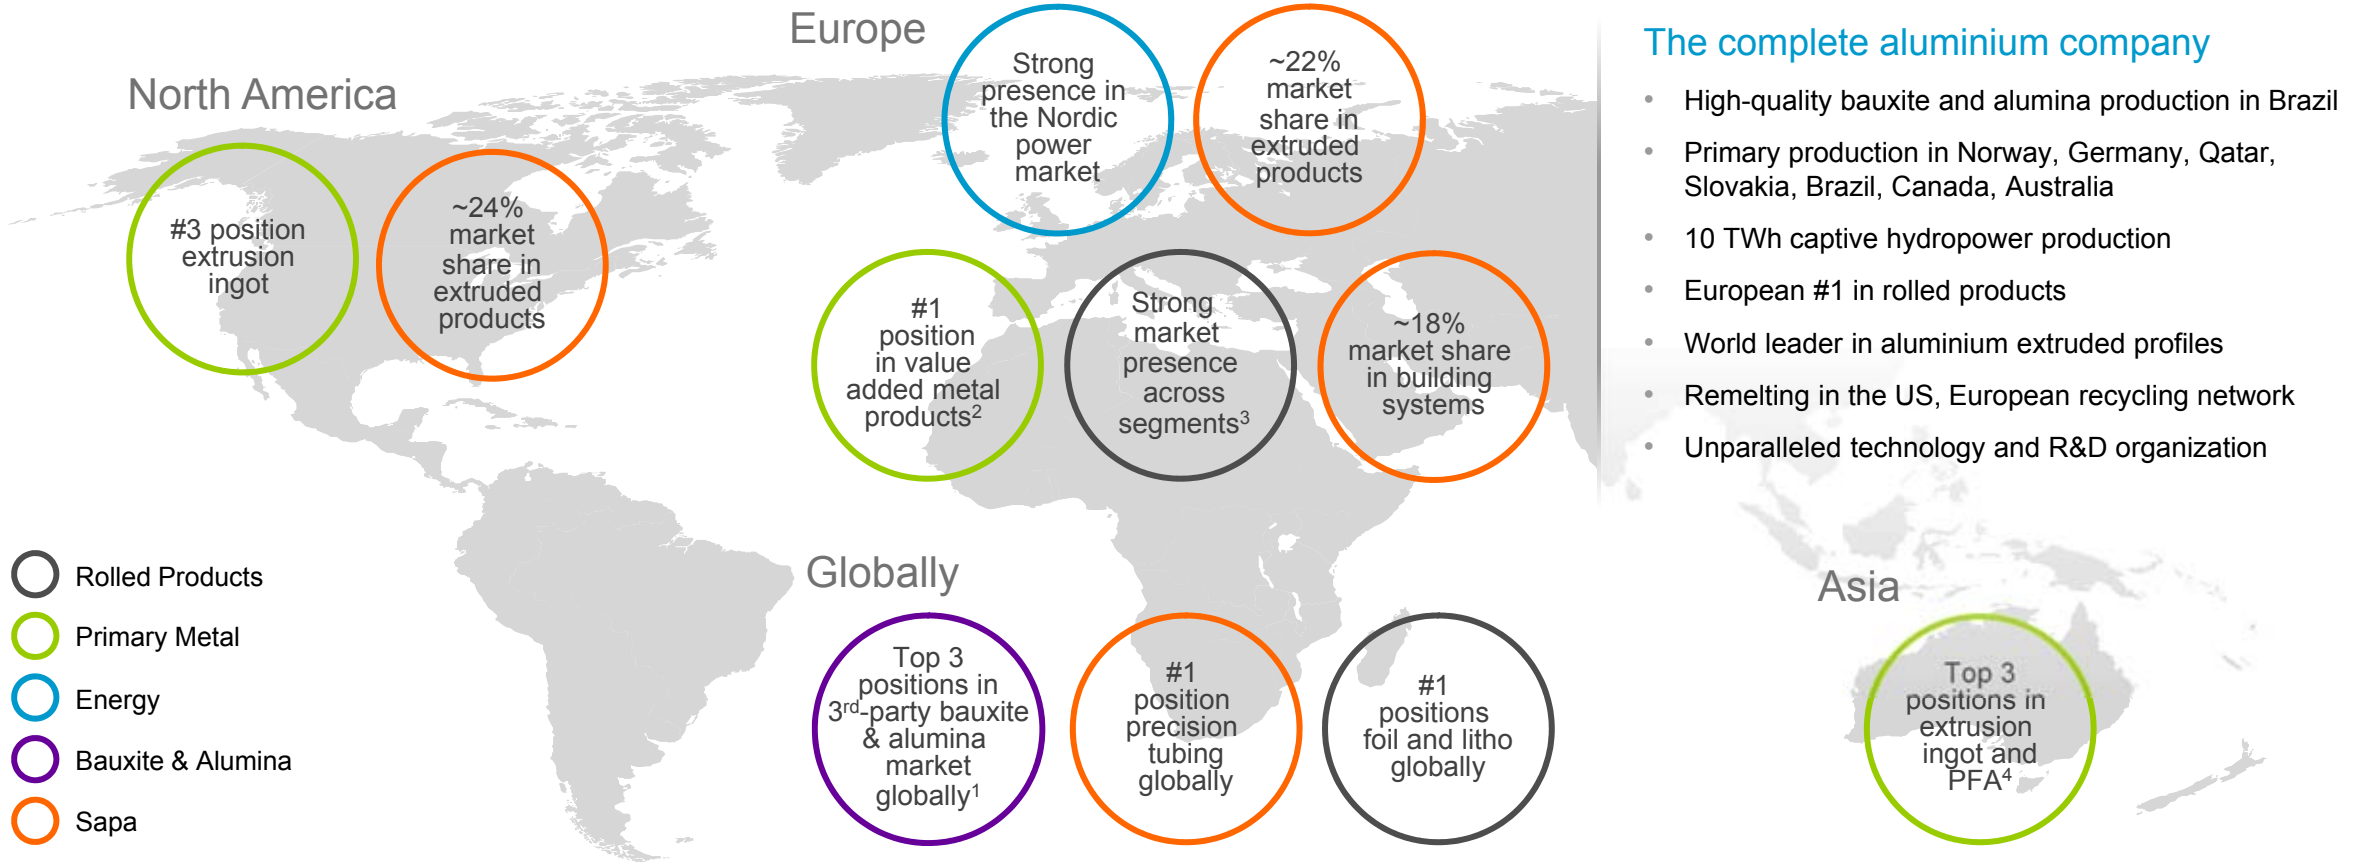 North America
#3 position
extrusion
ingot
~24%
market
share in
extruded
products
Europe
Strong
presence in
the Nordic
power
market
~22%
market
share in
extruded
products
#1
position
in value
added metal
products²
Strong
market
presence
across
segments³
~18%
market share
in building
systems
Globally
Top 3
positions in
3rd-party bauxite
& alumina
market
globally¹
#1
position
precision
tubing
globally
#1
positions
foil and litho
globally
Asia
Top 3
positions in
extrusion
ingot and
PFA⁴
Rolled Products
Primary Metal
Energy
Bauxite & Alumina
Sapa
The complete aluminium company
• High-quality bauxite and alumina production in Brazil
• Primary production in Norway, Germany, Qatar,
Slovakia, Brazil, Canada, Australia
• 10 TWh captive hydropower production
• European #1 in rolled products
• World leader in aluminium extruded profiles
• Remelting in the US, European recycling network
• Unparalleled technology and R&D organization